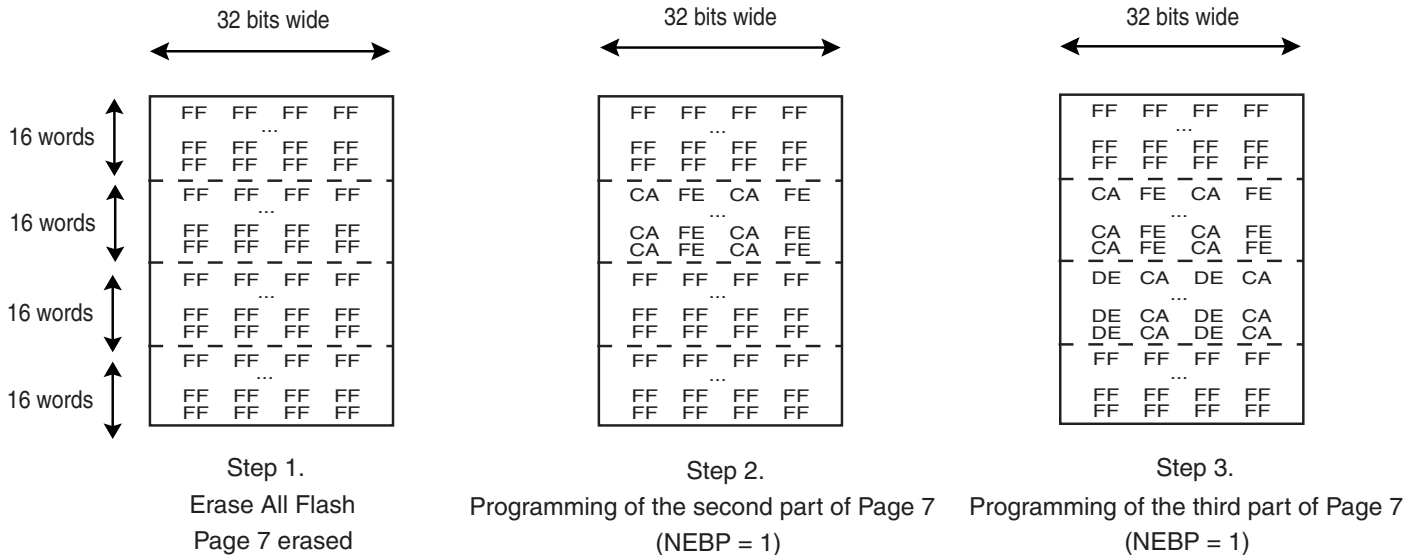 32 bits wide 32 bits wide 32 bits wide
16 words FF FF FF FF FF FF FF FF FF FF FF FF
... ... ...
FF FF FF FF FF FF FF FF FF FF FF FF
FF FF FF FF FF FF FF FF FF FF FF FF
16 words FF FF FF FF CA FE CA FE CA FE CA FE
... ... ...
FF FF FF FF CA FE CA FE CA FE CA FE
FF FF FF FF CA FE CA FE CA FE CA FE
16 words FF FF FF FF FF FF FF FF DE CA DE CA
... ... ...
FF FF FF FF FF FF FF FF DE CA DE CA
FF FF FF FF FF FF FF FF DE CA DE CA
16 words FF FF FF FF FF FF FF FF FF FF FF FF
... ... ...
FF FF FF FF FF FF FF FF FF FF FF FF
FF FF FF FF FF FF FF FF FF FF FF FF
Step 1. Step 2. Step 3.
Erase All Flash Programming of the second part of Page 7 Programming of the third part of Page 7
Page 7 erased (NEBP = 1) (NEBP = 1)